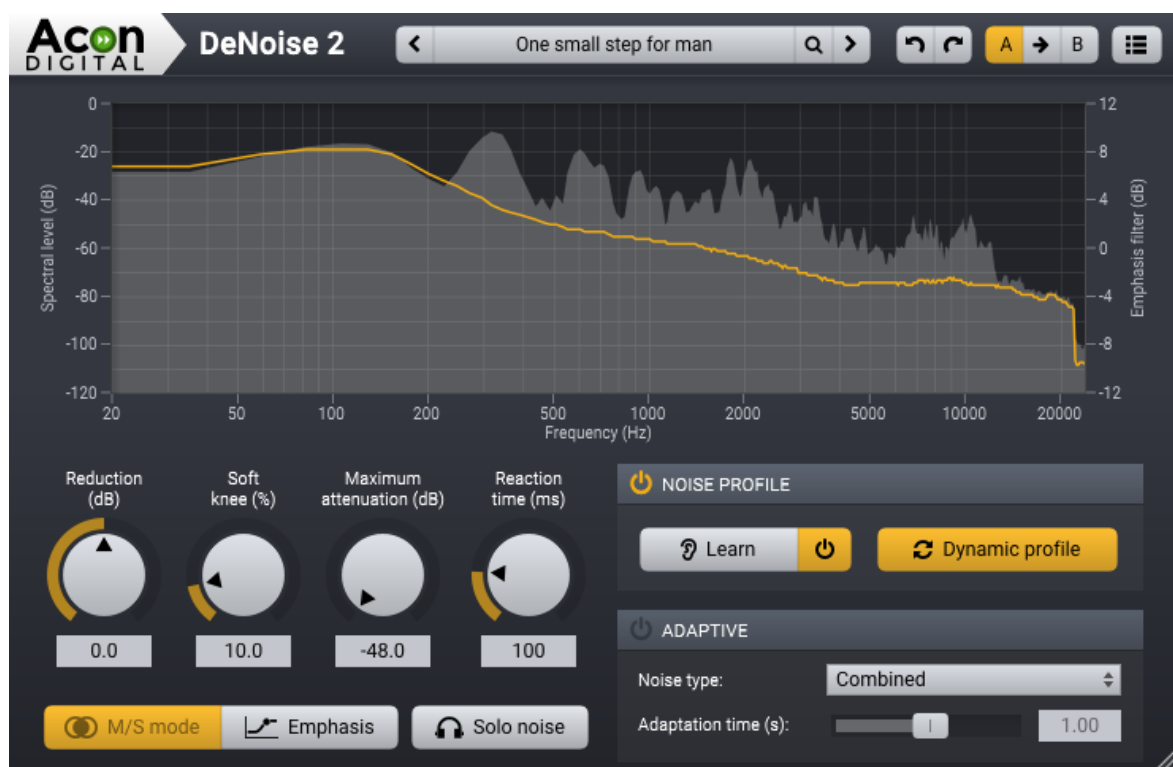 Acon
DIGITAL
DeNoise 2
One small step for man
A
B
0
-20
-40
-60
-80
-100
-120
Spectral level (dB)
12
8
4
0
-4
-8
-12
Emphasis filter (dB)
20
50
100
200
500
1000
2000
5000
10000
20000
Frequency (Hz)
Reduction
(dB)
Soft
knee (%)
Maximum
attenuation (dB)
Reaction
time (ms)
0.0
10.0
-48.0
100
M/S mode
Emphasis
Solo noise
NOISE PROFILE
Learn
Dynamic profile
ADAPTIVE
Noise type:
Combined
Adaptation time (s):
1.00